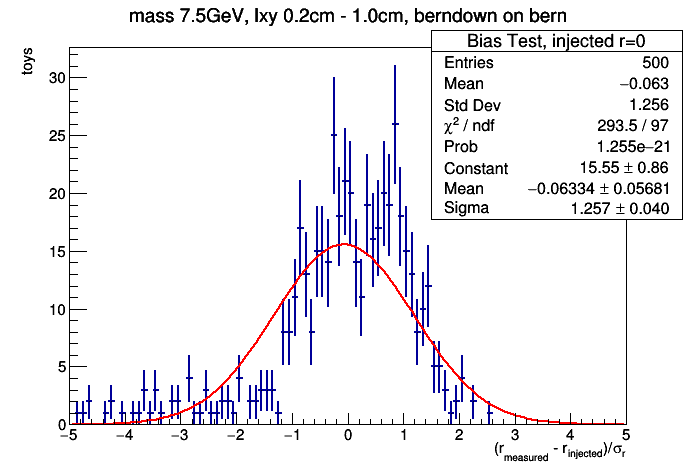 mass 7.5GeV, lxy 0.2cm - 1.0cm, berndown on bern
Bias Test, injected r=0
Entries 500
Mean −0.063
Std Dev 1.256
χ² / ndf 293.5 / 97
Prob 1.255e−21
Constant 15.55 ± 0.86
Mean −0.06334 ± 0.05681
Sigma 1.257 ± 0.040
toys
30
25
20
15
10
5
0
−5 −4 −3 −2 −1 0 1 2 3 4 5
(r_measured - r_injected)/σ_r